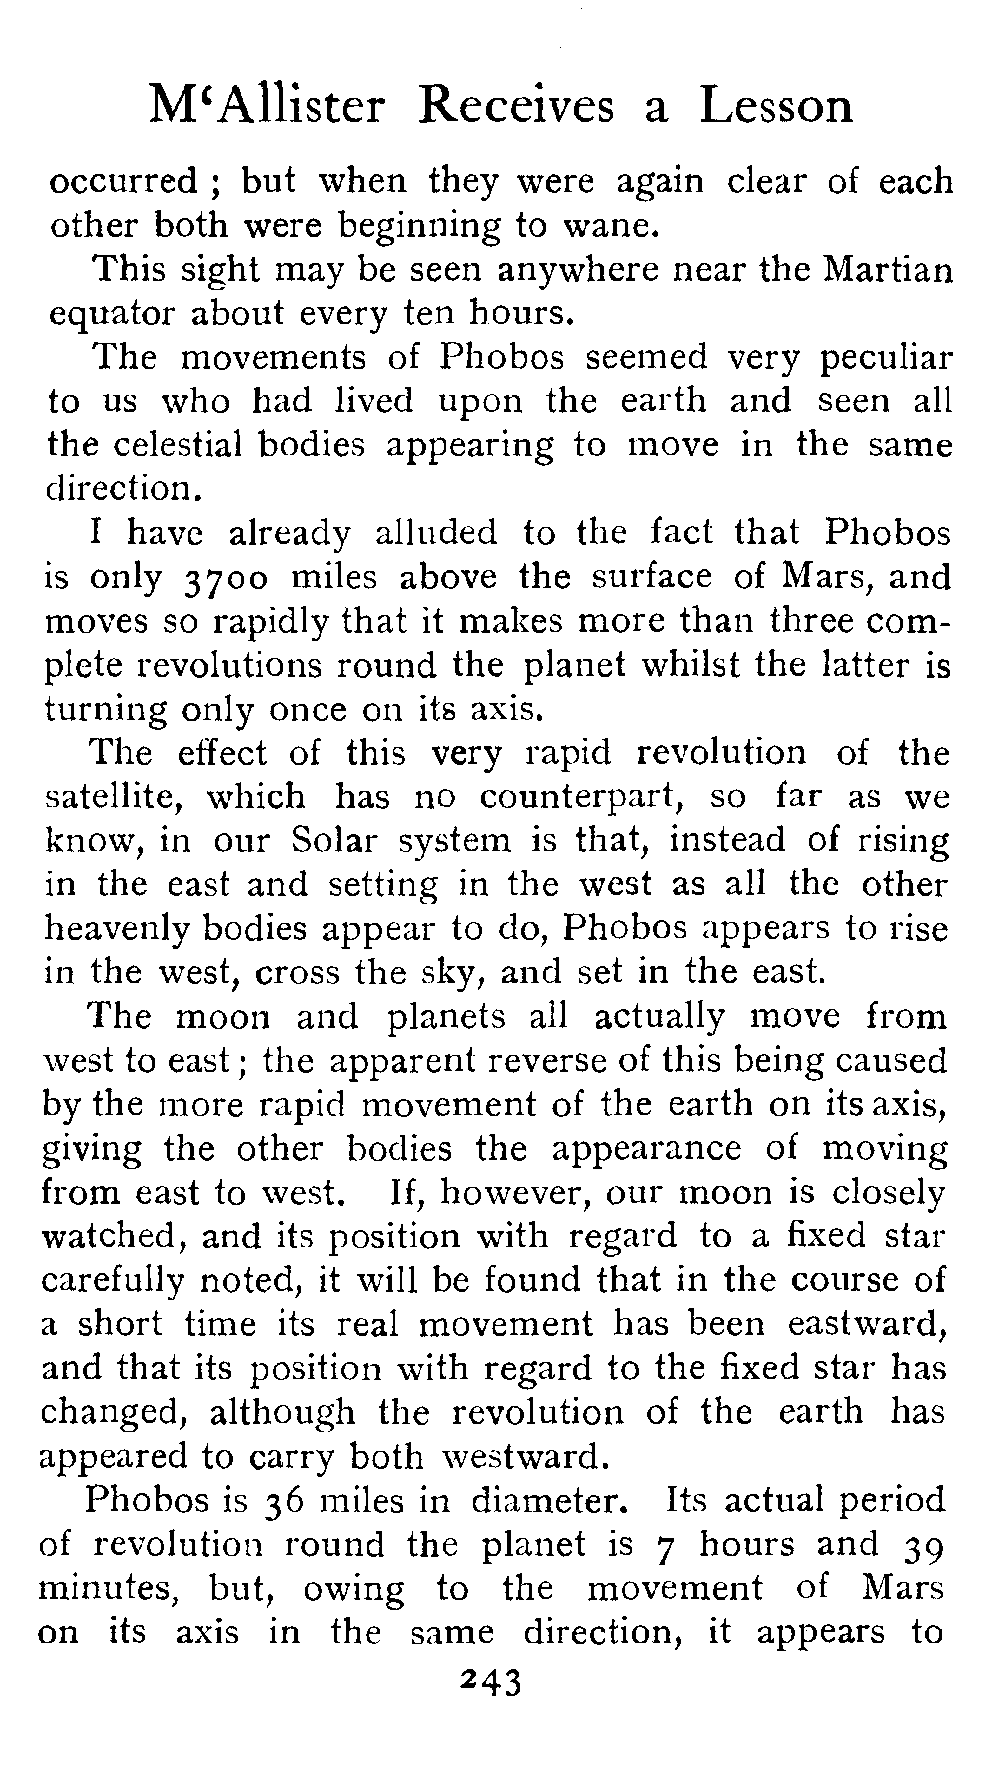 M‘Allister Receives a Lesson
occurred ; but when they were again clear of each
other both were beginning to wane.
This sight may be seen anywhere near the Martian
equator about every ten hours.
The movements of Phobos seemed very peculiar
to us who had lived upon the earth and seen all
the celestial bodies appearing to move in the same
direction.
I have already alluded to the fact that Phobos
is only 3700 miles above the surface of Mars, and
moves so rapidly that it makes more than three com-
plete revolutions round the planet whilst the latter is
turning only once on its axis.
The effect of this very rapid revolution of the
satellite, which has no counterpart, so far as we
know, in our Solar system is that, instead of rising
in the east and setting in the west as all the other
heavenly bodies appear to do, Phobos appears to rise
in the west, cross the sky, and set in the east.
The moon and planets all actually move from
west to east ; the apparent reverse of this being caused
by the more rapid movement of the earth on its axis,
giving the other bodies the appearance of moving
from east to west. If, however, our moon is closely
watched, and its position with regard to a fixed star
carefully noted, it will be found that in the course of
a short time its real movement has been eastward,
and that its position with regard to the fixed star has
changed, although the revolution of the earth has
appeared to carry both westward.
Phobos is 36 miles in diameter. Its actual period
of revolution round the planet is 7 hours and 39
minutes, but, owing to the movement of Mars
on its axis in the same direction, it appears to
243